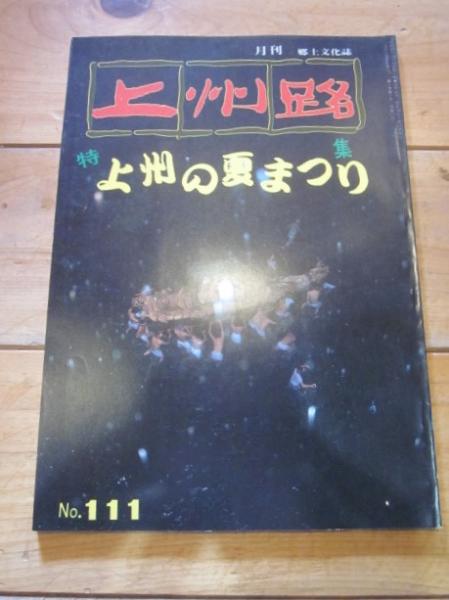 月刊 郷土文化誌
上州路
特集
上州の夏まつり
No.111